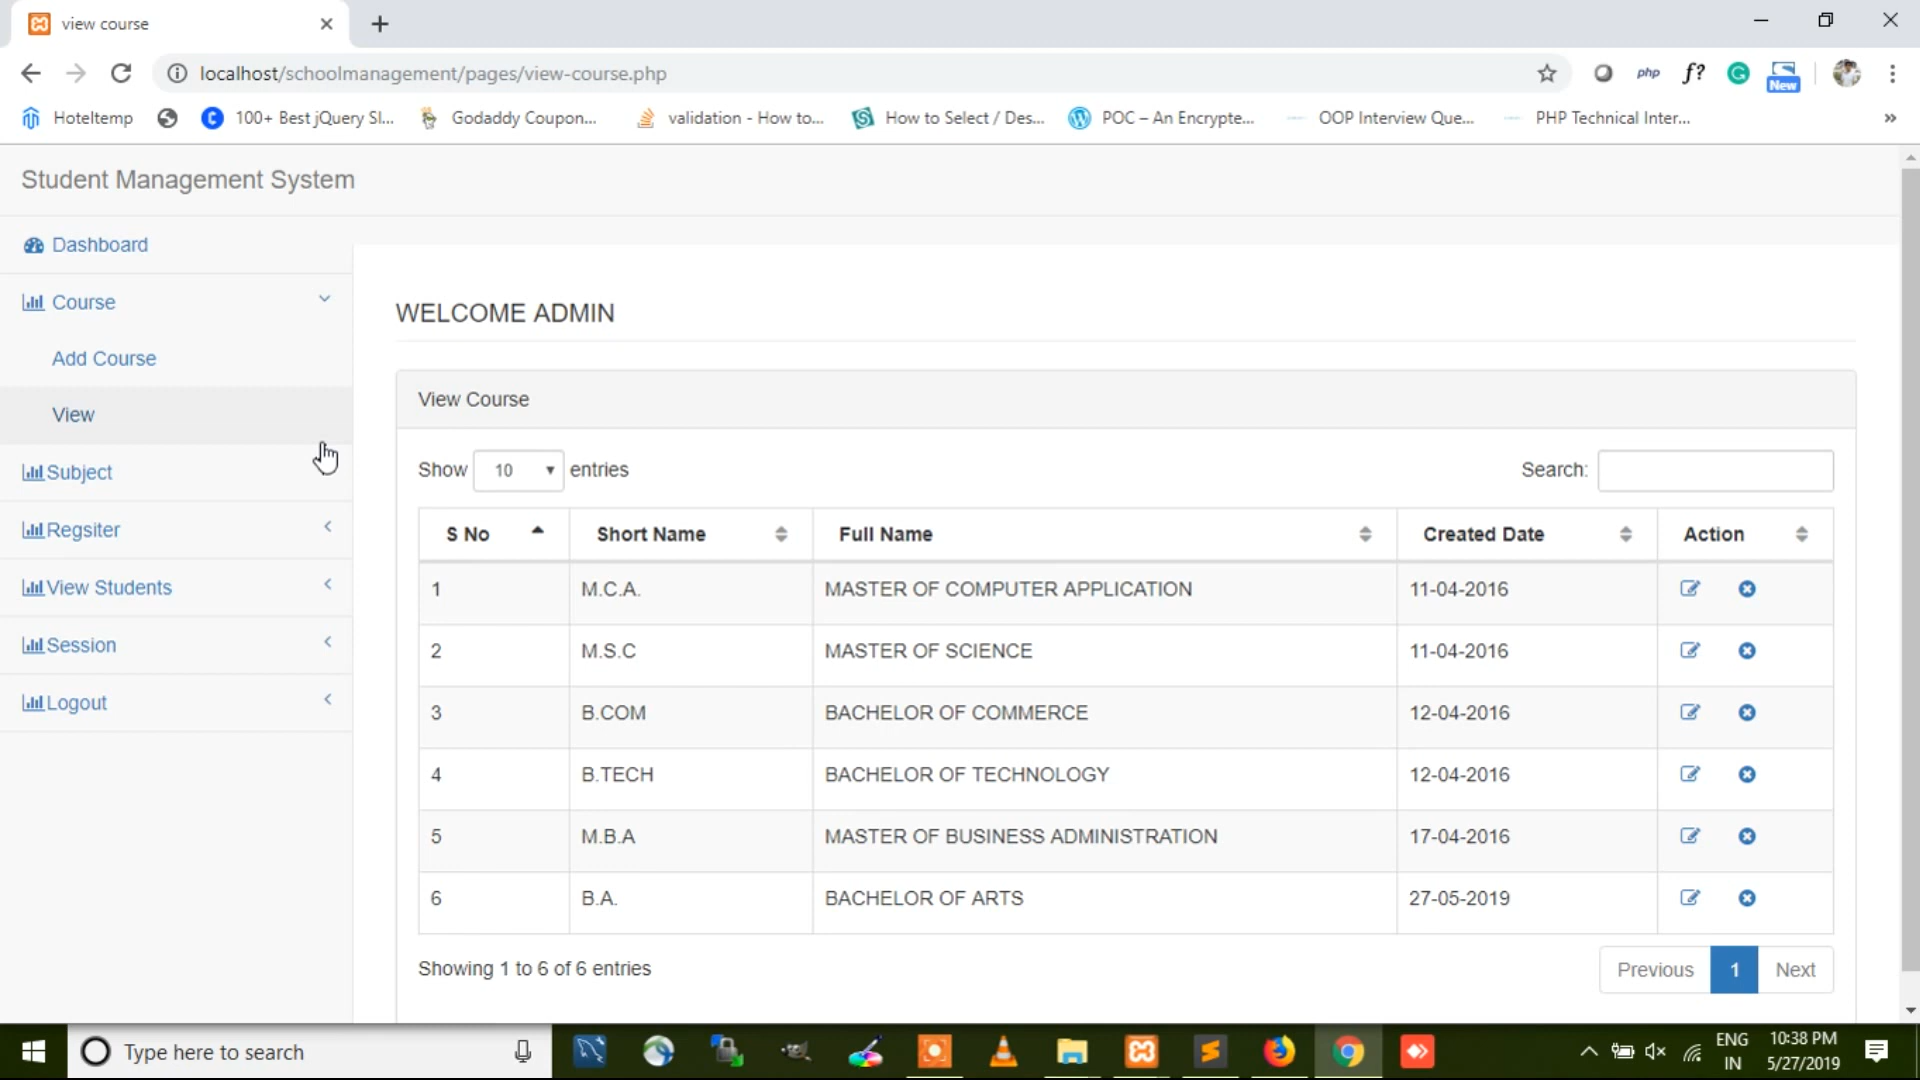 view course
localhost/schoolmanagement/pages/view-course.php
php
f?
New
Hoteltemp
100+ Best jQuery Sl...
Godaddy Coupon...
validation - How to...
How to Select / Des...
POC – An Encrypte...
OOP Interview Que...
PHP Technical Inter...
»
Student Management System
Dashboard
Course
Add Course
View
Subject
Regsiter
View Students
Session
Logout
WELCOME ADMIN
View Course
Show 10 entries
Search:
S No Short Name Full Name Created Date Action
1 M.C.A. MASTER OF COMPUTER APPLICATION 11-04-2016
2 M.S.C MASTER OF SCIENCE 11-04-2016
3 B.COM BACHELOR OF COMMERCE 12-04-2016
4 B.TECH BACHELOR OF TECHNOLOGY 12-04-2016
5 M.B.A MASTER OF BUSINESS ADMINISTRATION 17-04-2016
6 B.A. BACHELOR OF ARTS 27-05-2019
Showing 1 to 6 of 6 entries
Previous 1 Next
Type here to search
ENG
IN
10:38 PM
5/27/2019